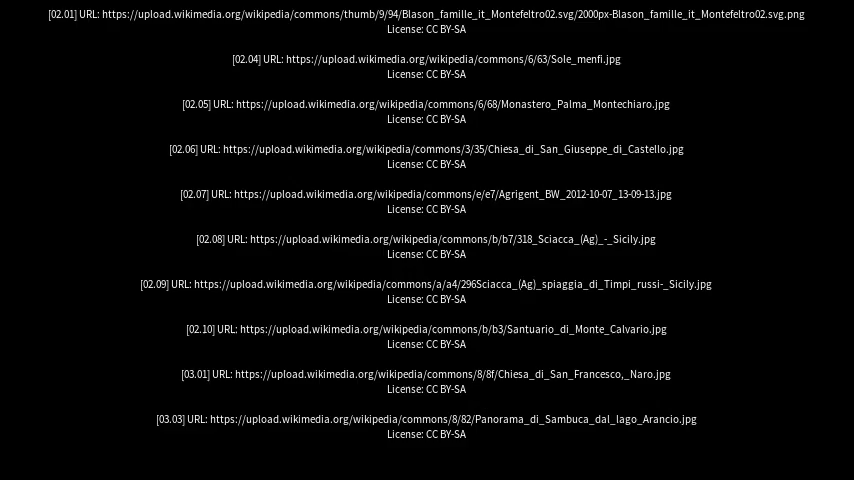 [02.01] URL: https://upload.wikimedia.org/wikipedia/commons/thumb/9/94/Blason_famille_it_Montefeltro02.svg/2000px-Blason_famille_it_Montefeltro02.svg.png
License: CC BY-SA
[02.04] URL: https://upload.wikimedia.org/wikipedia/commons/6/63/Sole_menfi.jpg
License: CC BY-SA
[02.05] URL: https://upload.wikimedia.org/wikipedia/commons/6/68/Monastero_Palma_Montechiaro.jpg
License: CC BY-SA
[02.06] URL: https://upload.wikimedia.org/wikipedia/commons/3/35/Chiesa_di_San_Giuseppe_di_Castello.jpg
License: CC BY-SA
[02.07] URL: https://upload.wikimedia.org/wikipedia/commons/e/e7/Agrigent_BW_2012-10-07_13-09-13.jpg
License: CC BY-SA
[02.08] URL: https://upload.wikimedia.org/wikipedia/commons/b/b7/318_Sciacca_(Ag)_-_Sicily.jpg
License: CC BY-SA
[02.09] URL: https://upload.wikimedia.org/wikipedia/commons/a/a4/296Sciacca_(Ag)_spiaggia_di_Timpi_russi-_Sicily.jpg
License: CC BY-SA
[02.10] URL: https://upload.wikimedia.org/wikipedia/commons/b/b3/Santuario_di_Monte_Calvario.jpg
License: CC BY-SA
[03.01] URL: https://upload.wikimedia.org/wikipedia/commons/8/8f/Chiesa_di_San_Francesco,_Naro.jpg
License: CC BY-SA
[03.03] URL: https://upload.wikimedia.org/wikipedia/commons/8/82/Panorama_di_Sambuca_dal_lago_Arancio.jpg
License: CC BY-SA